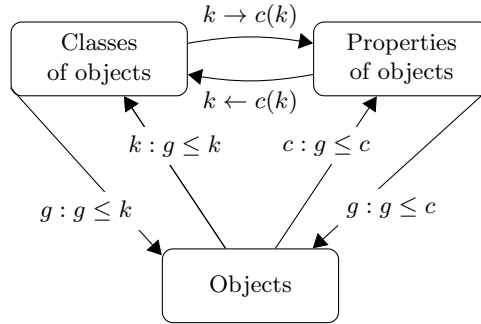 k → c(k)
Classes
of objects
Properties
of objects
k ← c(k)
k : g ≤ k
c : g ≤ c
g : g ≤ k
g : g ≤ c
Objects